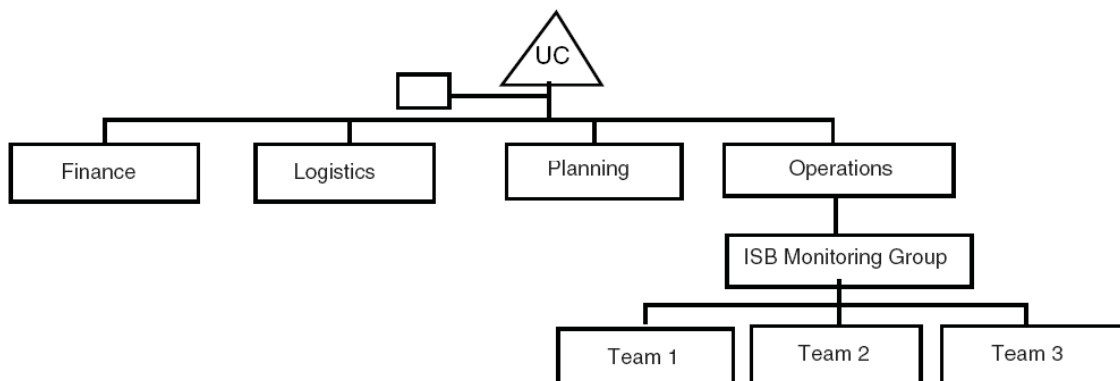 UC
Finance
Logistics
Planning
Operations
ISB Monitoring Group
Team 1
Team 2
Team 3